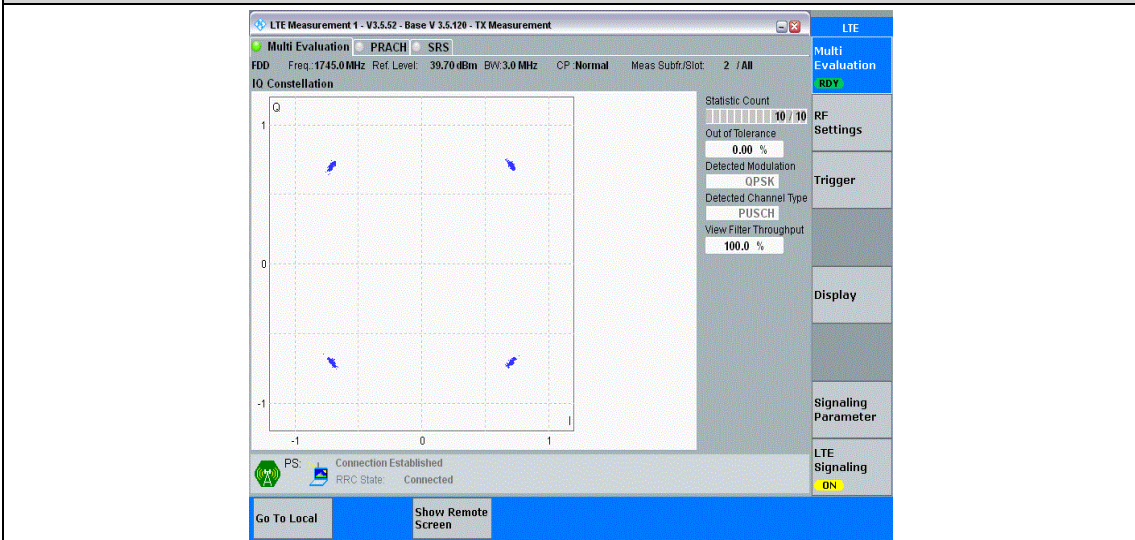 LTE Measurement 1 - V3.5.52 - Base V 3.5.120 - TX Measurement
LTE
Multi Evaluation PRACH SRS
FDD Freq.:1745.0 MHz Ref. Level: 39.70 dBm BW:3.0 MHz CP :Normal Meas Subfr./Slot: 2 / All
IQ Constellation
Q
1
0
-1
I
-1 0 1
Statistic Count
10 / 10
Out of Tolerance
0.00 %
Detected Modulation
QPSK
Detected Channel Type
PUSCH
View Filter Throughput
100.0 %
Multi
Evaluation
RDY
RF
Settings
Trigger
Display
Signaling
Parameter
LTE
Signaling
ON
PS: Connection Established
RRC State: Connected
Go To Local
Show Remote
Screen